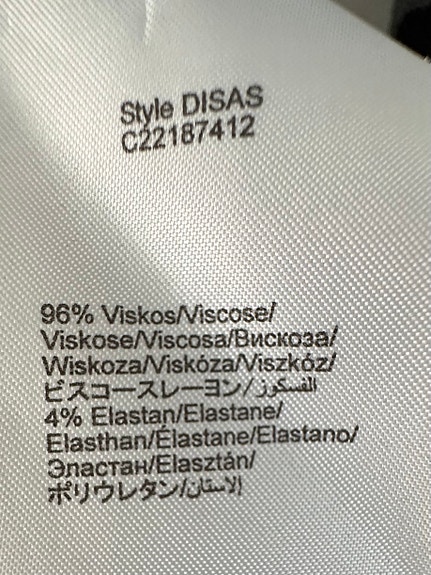 Style DISAS
C22187412
96% Viskos/Viscose/
Viskose/Viscosa/Вискоза/
Wiskoza/Viskóza/Viszkóz/
ビスコースレーヨン/الفسكوز
4% Elastan/Elastane/
Elasthan/Élastane/Elastano/
Эластан/Elasztán/
ポリウレタン/الاستان